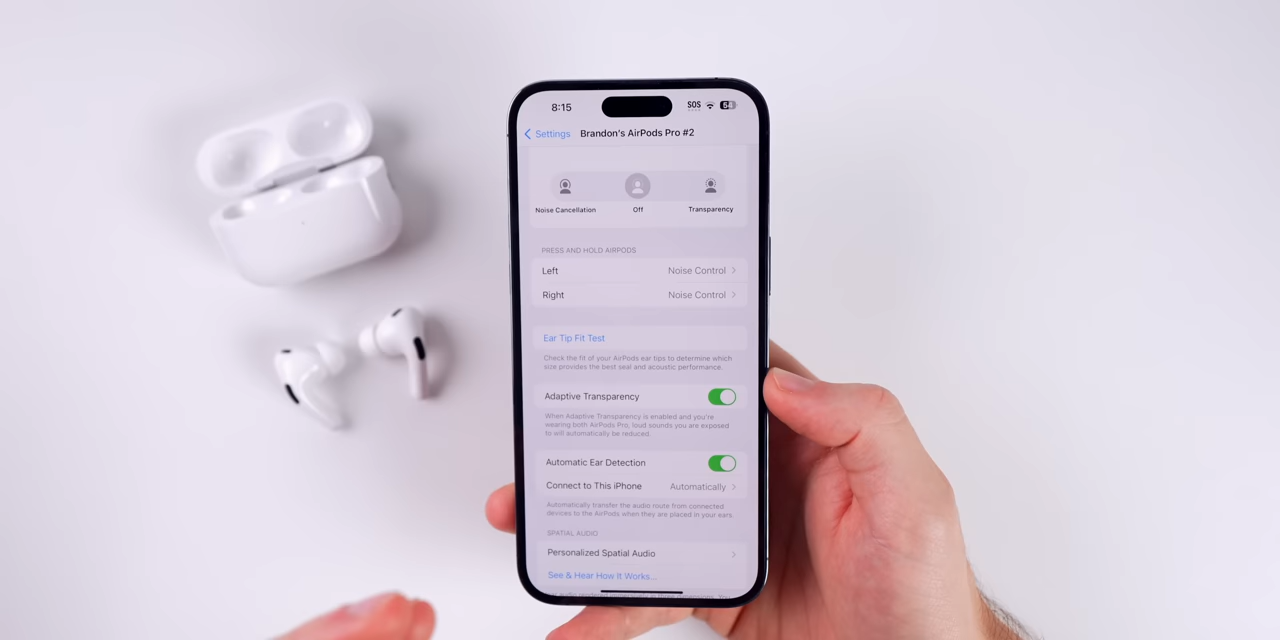 8:15 SOS 54
Settings Brandon's AirPods Pro #2
Noise Cancellation Off Transparency
PRESS AND HOLD AIRPODS
Left Noise Control
Right Noise Control
Ear Tip Fit Test
Check the fit of your AirPods ear tips to determine which
size provides the best seal and acoustic performance.
Adaptive Transparency
When Adaptive Transparency is enabled and you're
wearing both AirPods Pro, loud sounds you are exposed
to will automatically be reduced.
Automatic Ear Detection
Connect to This iPhone Automatically
Automatically transfer the audio route from connected
devices to the AirPods when they are placed in your ears.
SPATIAL AUDIO
Personalized Spatial Audio
See & Hear How It Works...